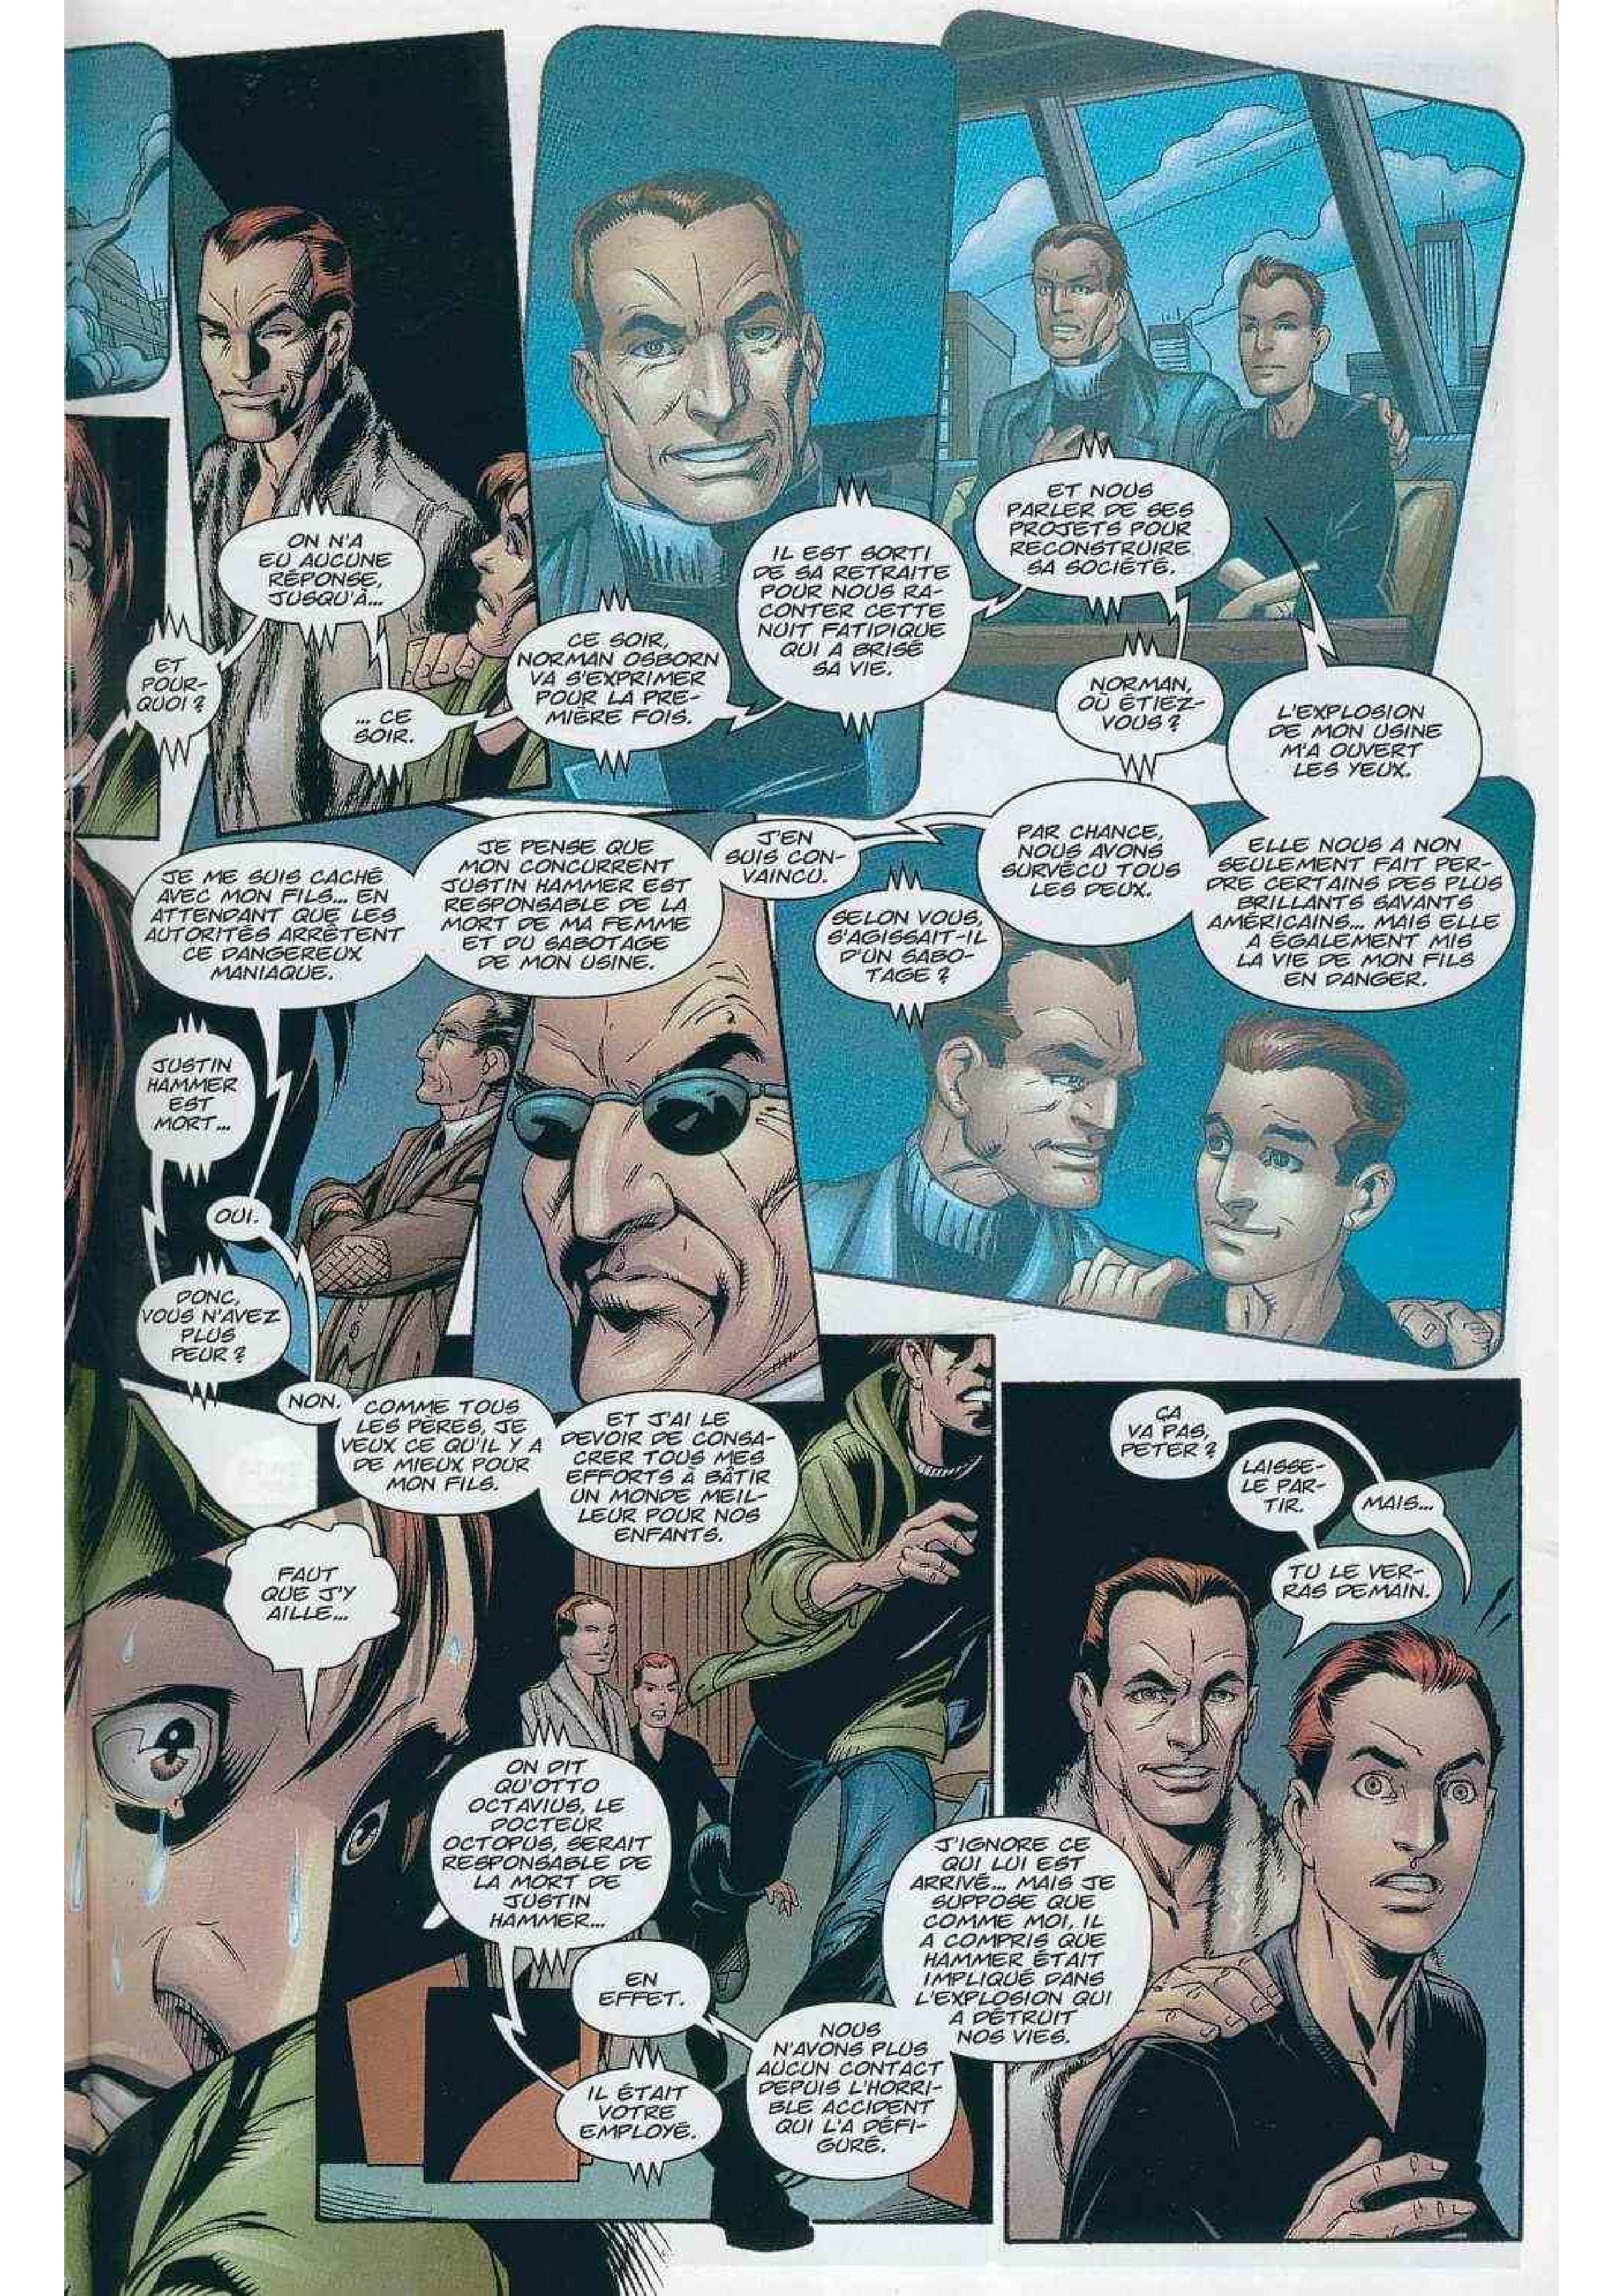 ET
POUR-
QUOI ?
ON N'A
EU AUCUNE
RÉPONSE,
JUSQU'À...
... CE
SOIR.
CE SOIR,
NORMAN OSBORN
VA S'EXPRIMER
POUR LA PRE-
MIÈRE FOIS.
IL EST SORTI
DE SA RETRAITE
POUR NOUS RA-
CONTER CETTE
NUIT FATIDIQUE
QUI A BRISÉ
SA VIE.
ET NOUS
PARLER DE SES
PROJETS POUR
RECONSTRUIRE
SA SOCIÉTÉ.
NORMAN,
OÙ ÉTIEZ-
VOUS ?
L'EXPLOSION
DE MON USINE
M'A OUVERT
LES YEUX.
ELLE NOUS A NON
SEULEMENT FAIT PER-
DRE CERTAINS DES PLUS
BRILLANTS SAVANTS
AMÉRICAINS... MAIS ELLE
A ÉGALEMENT MIS
LA VIE DE MON FILS
EN DANGER.
PAR CHANCE,
NOUS AVONS
SURVÉCU TOUS
LES DEUX.
SELON VOUS,
S'AGISSAIT-IL
D'UN SABO-
TAGE ?
J'EN
SUIS CON-
VAINCU.
JE PENSE QUE
MON CONCURRENT
JUSTIN HAMMER EST
RESPONSABLE DE LA
MORT DE MA FEMME
ET DU SABOTAGE
DE MON USINE.
JE ME SUIS CACHÉ
AVEC MON FILS... EN
ATTENDANT QUE LES
AUTORITÉS ARRÊTENT
CE DANGEREUX
MANIAQUE.
JUSTIN
HAMMER
EST
MORT...
OUI.
DONC,
VOUS N'AVEZ
PLUS
PEUR ?
NON.
COMME TOUS
LES PÈRES, JE
VEUX CE QU'IL Y A
DE MIEUX POUR
MON FILS.
ET J'AI LE
DEVOIR DE CONSA-
CRER TOUS MES
EFFORTS À BÂTIR
UN MONDE MEIL-
LEUR POUR NOS
ENFANTS.
FAUT
QUE J'Y
AILLE...
ON DIT
QU'OTTO
OCTAVIUS, LE
DOCTEUR
OCTOPUS, SERAIT
RESPONSABLE DE
LA MORT DE
JUSTIN
HAMMER...
IL ÉTAIT
VOTRE
EMPLOYÉ.
EN
EFFET.
NOUS
N'AVONS PLUS
AUCUN CONTACT
DEPUIS L'HORRI-
BLE ACCIDENT
QUI L'A DÉFI-
GURÉ.
J'IGNORE CE
QUI LUI EST
ARRIVÉ... MAIS JE
SUPPOSE QUE
COMME MOI, IL
A COMPRIS QUE
HAMMER ÉTAIT
IMPLIQUÉ DANS
L'EXPLOSION QUI
A DÉTRUIT
NOS VIES.
ÇA
VA PAS,
PETER ?
LAISSE-
LE PAR-
TIR.
MAIS...
TU LE VER-
RAS DEMAIN.